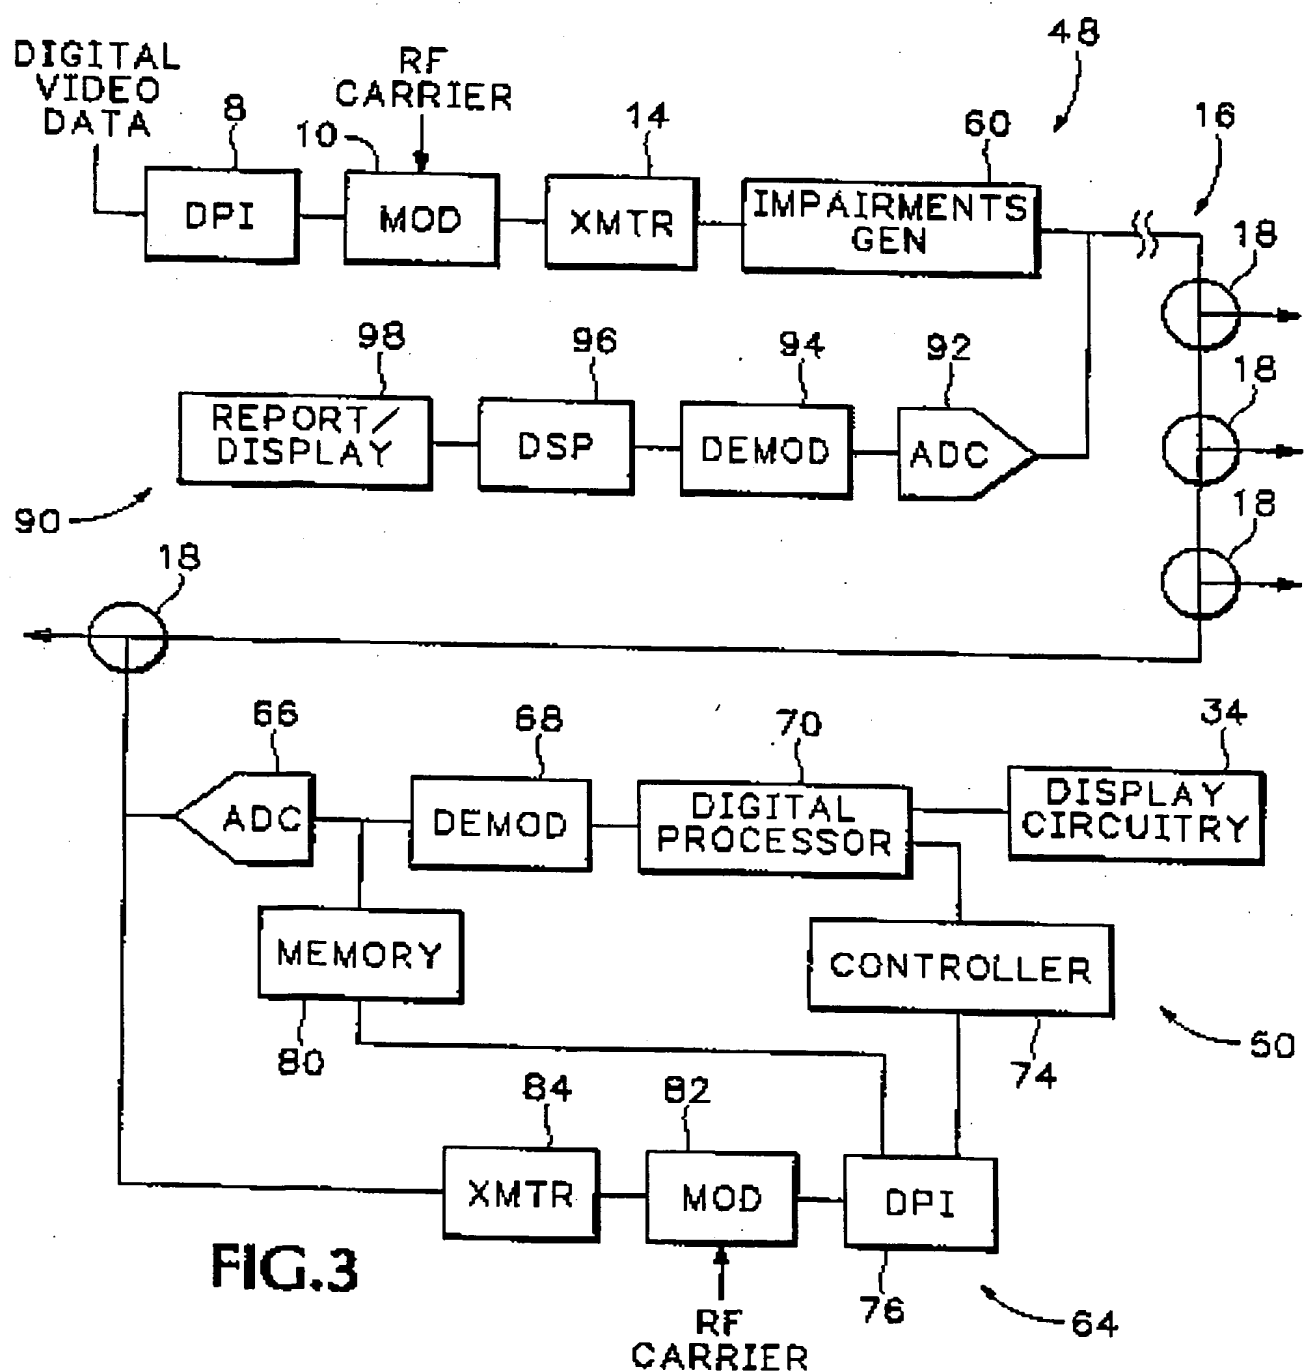 48
DIGITAL
VIDEO
DATA
RF
CARRIER
8
10
14
60
16
DPI
MOD
XMTR
IMPAIRMENTS
GEN
18
98
96
94
92
18
REPORT/
DISPLAY
DSP
DEMOD
ADC
90
18
18
66
68
70
34
ADC
DEMOD
DIGITAL
PROCESSOR
DISPLAY
CIRCUITRY
MEMORY
CONTROLLER
80
74
50
84
82
XMTR
MOD
DPI
FIG.3
76
64
RF
CARRIER